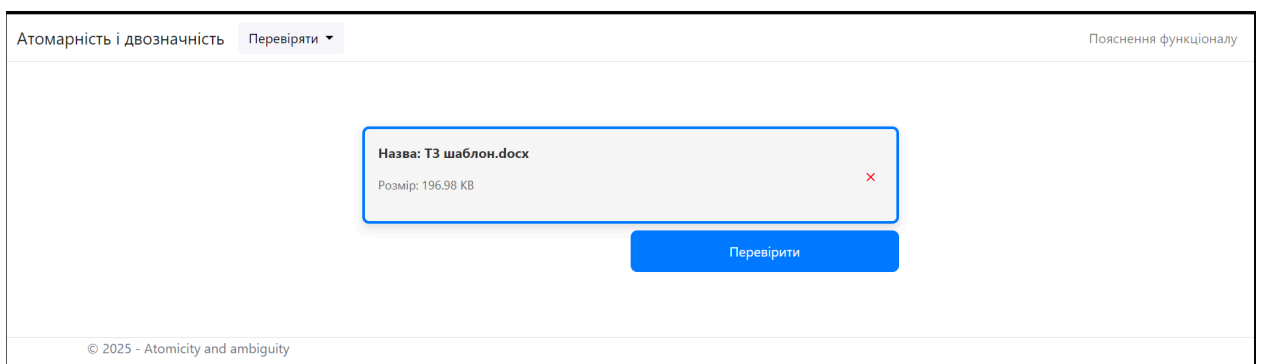 Атомарність і двозначність Перевіряти Пояснення функціоналу
Назва: ТЗ шаблон.docx
Розмір: 196.98 KB
Перевірити
© 2025 - Atomicity and ambiguity